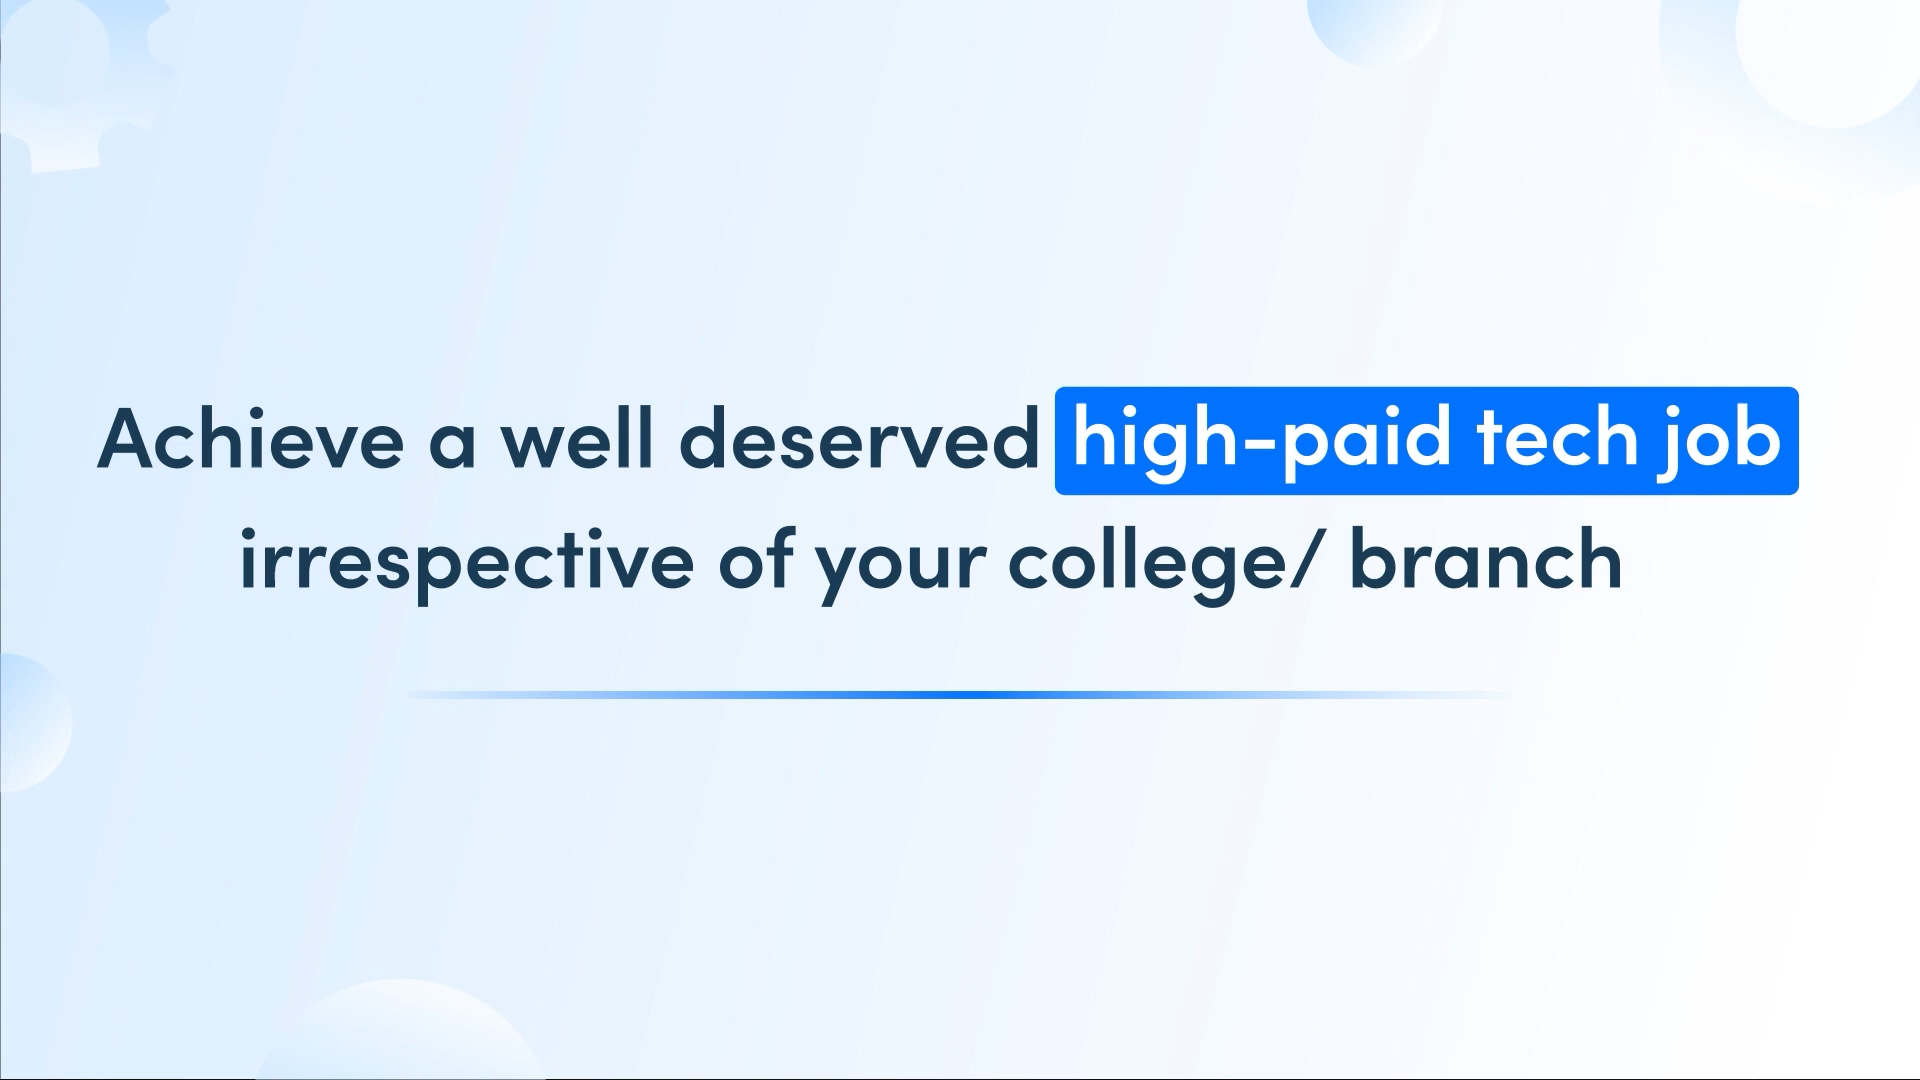 Achieve a well deserved high-paid tech job
irrespective of your college/ branch